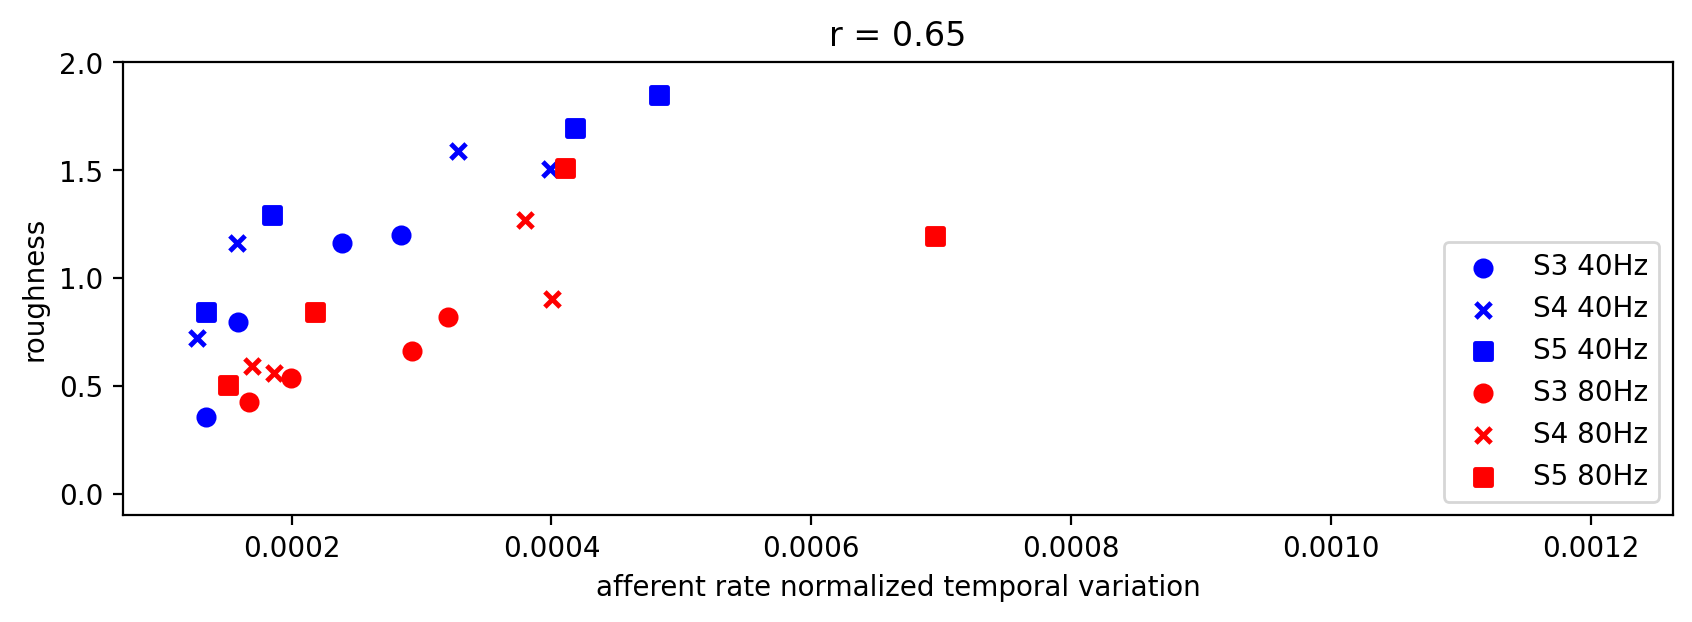 r = 0.65
2.0
1.5
1.0
0.5
0.0
roughness
S3 40Hz
S4 40Hz
S5 40Hz
S3 80Hz
S4 80Hz
S5 80Hz
0.0002 0.0004 0.0006 0.0008 0.0010 0.0012
afferent rate normalized temporal variation